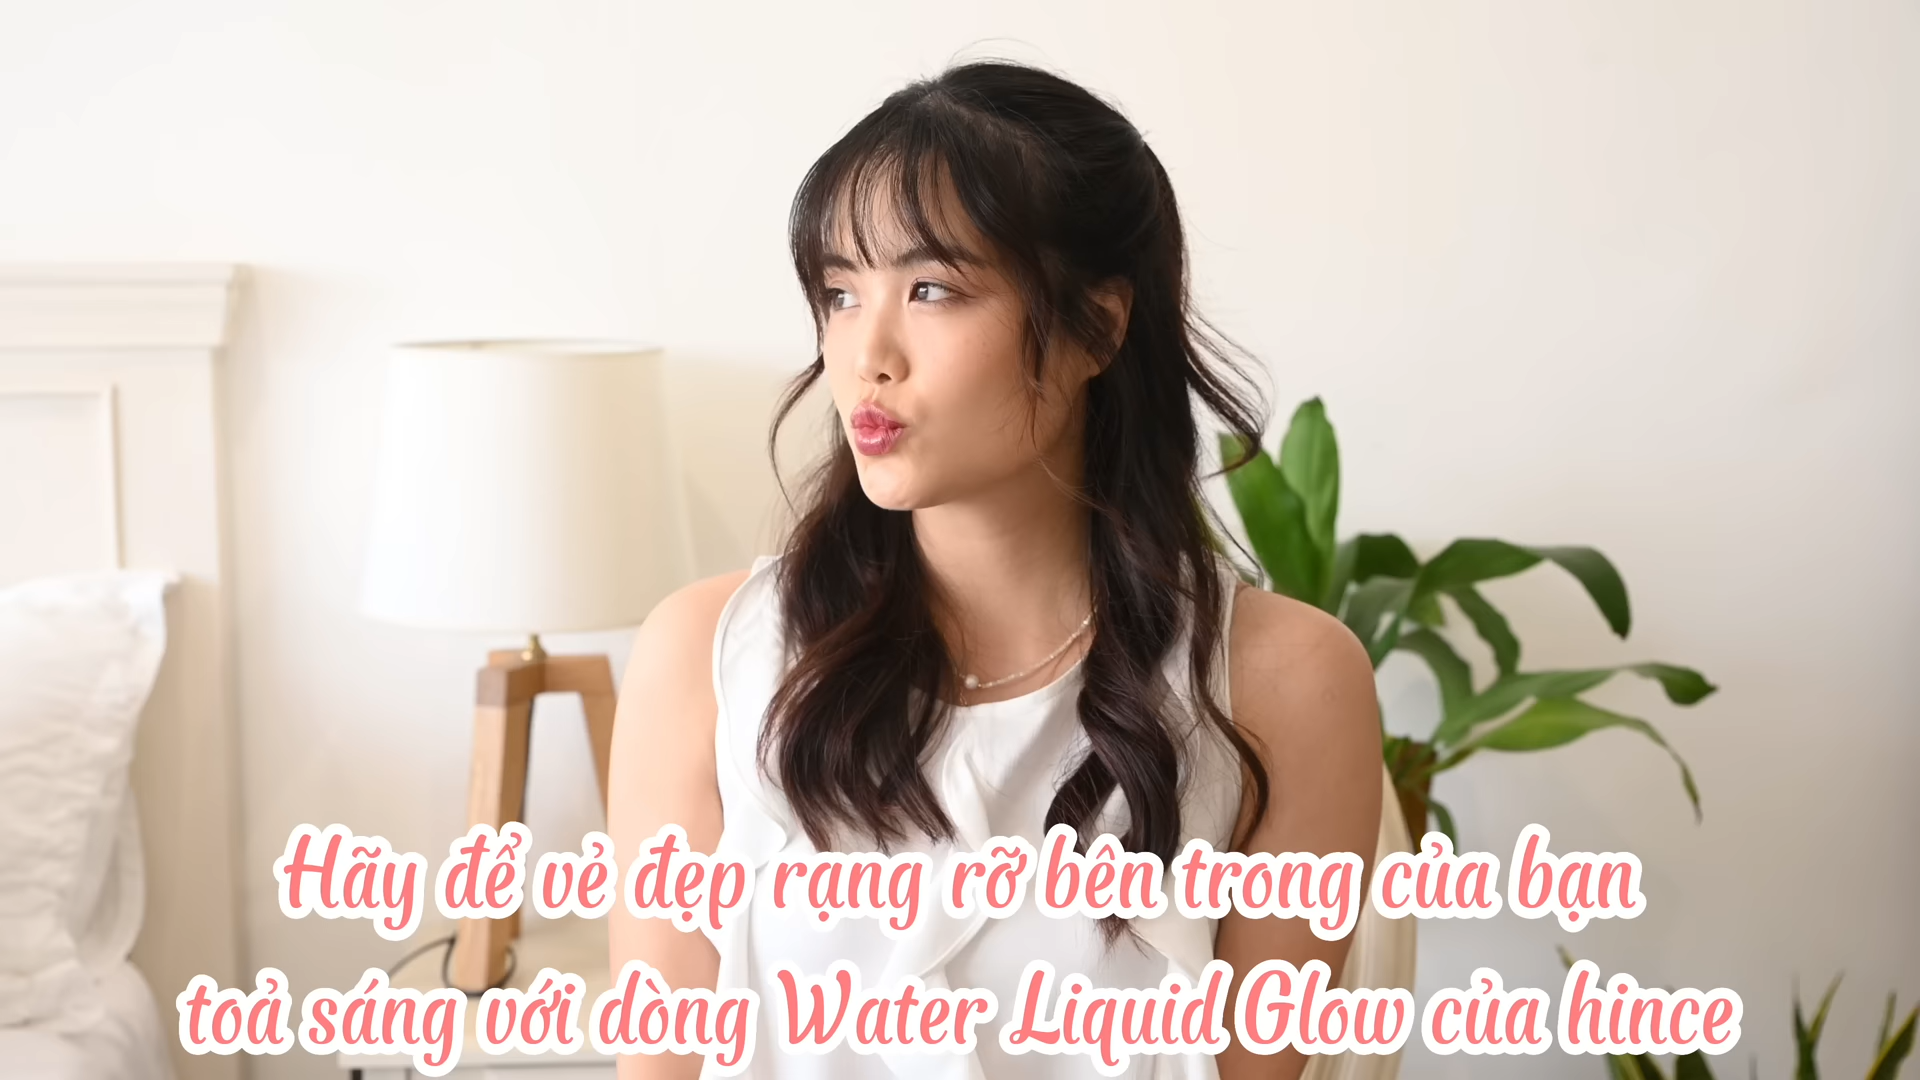 Hãy để vẻ đẹp rạng rỡ bên trong của bạn
toả sáng với dòng Water Liquid Glow của hince